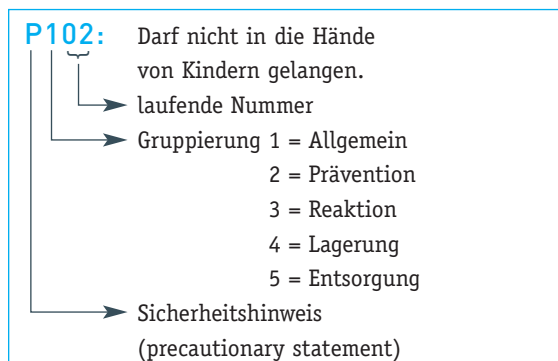 P102: Darf nicht in die Hände
von Kindern gelangen.
laufende Nummer
Gruppierung 1 = Allgemein
2 = Prävention
3 = Reaktion
4 = Lagerung
5 = Entsorgung
Sicherheitshinweis
(precautionary statement)